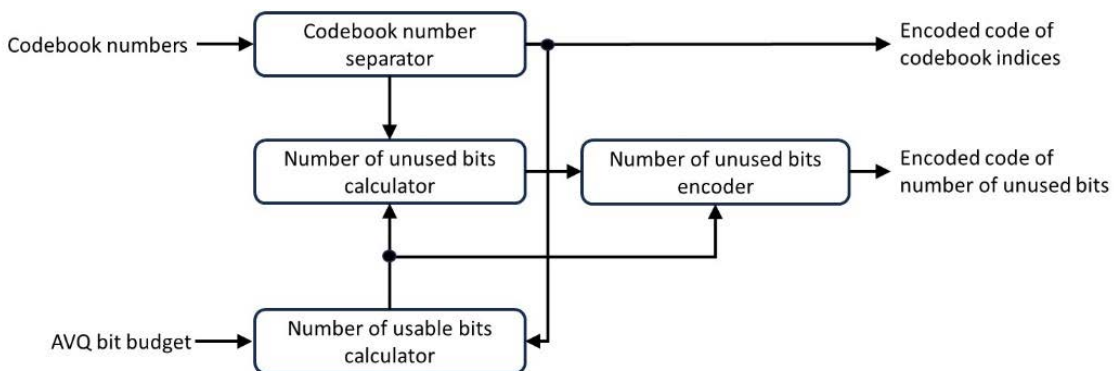 Codebook numbers
Codebook number
separator
Encoded code of
codebook indices
Number of unused bits
calculator
Number of unused bits
encoder
Encoded code of
number of unused bits
AVQ bit budget
Number of usable bits
calculator